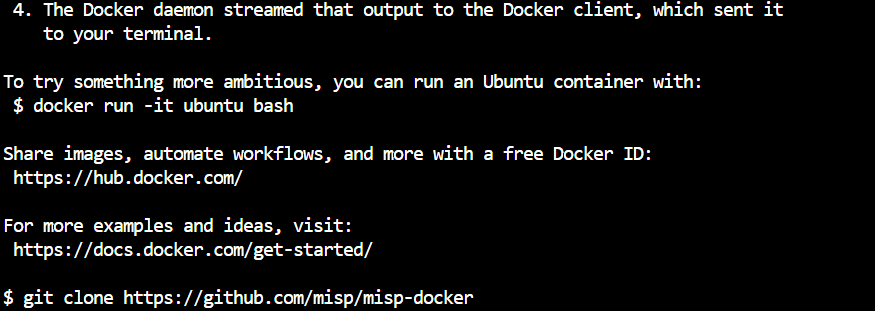 4. The Docker daemon streamed that output to the Docker client, which sent it
to your terminal.
To try something more ambitious, you can run an Ubuntu container with:
$ docker run -it ubuntu bash
Share images, automate workflows, and more with a free Docker ID:
https://hub.docker.com/
For more examples and ideas, visit:
https://docs.docker.com/get-started/
$ git clone https://github.com/misp/misp-docker